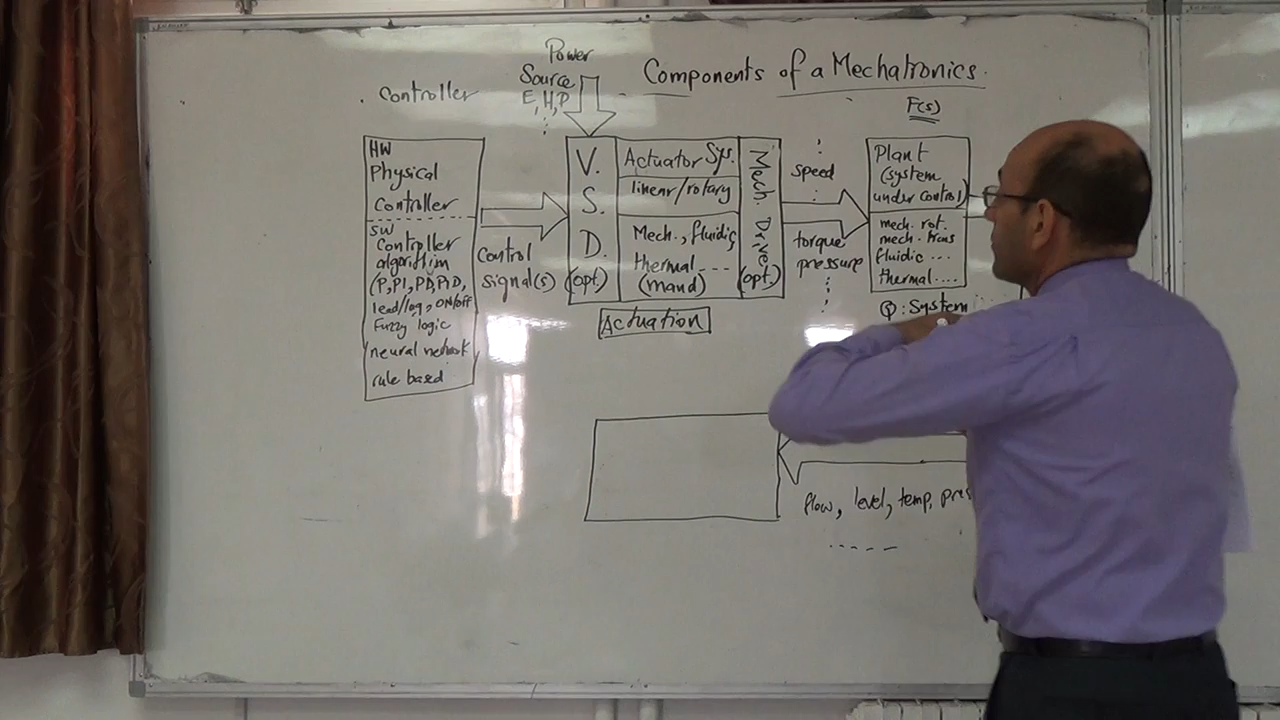 Components of a Mechatronics.
Power
Source
E, H, P
Controller
F(s)
HW
Physical
Controller
SW
Controller
algorithm
(P, PI, PD, PID,
lead/lag, ON/OFF
Fuzzy logic
neural network
rule based
Control
signal(s)
V.
S.
D.
(opt.)
Actuator Sys.
linear/rotary
Mech., fluidic,
thermal ....
(mand)
Mech. Drive
(opt.)
Actuation
speed
torque
pressure
Plant
(system
under control)
mech. rot.
mech. trans
fluidic ...
thermal ....
Q: System
flow, level, temp, pres